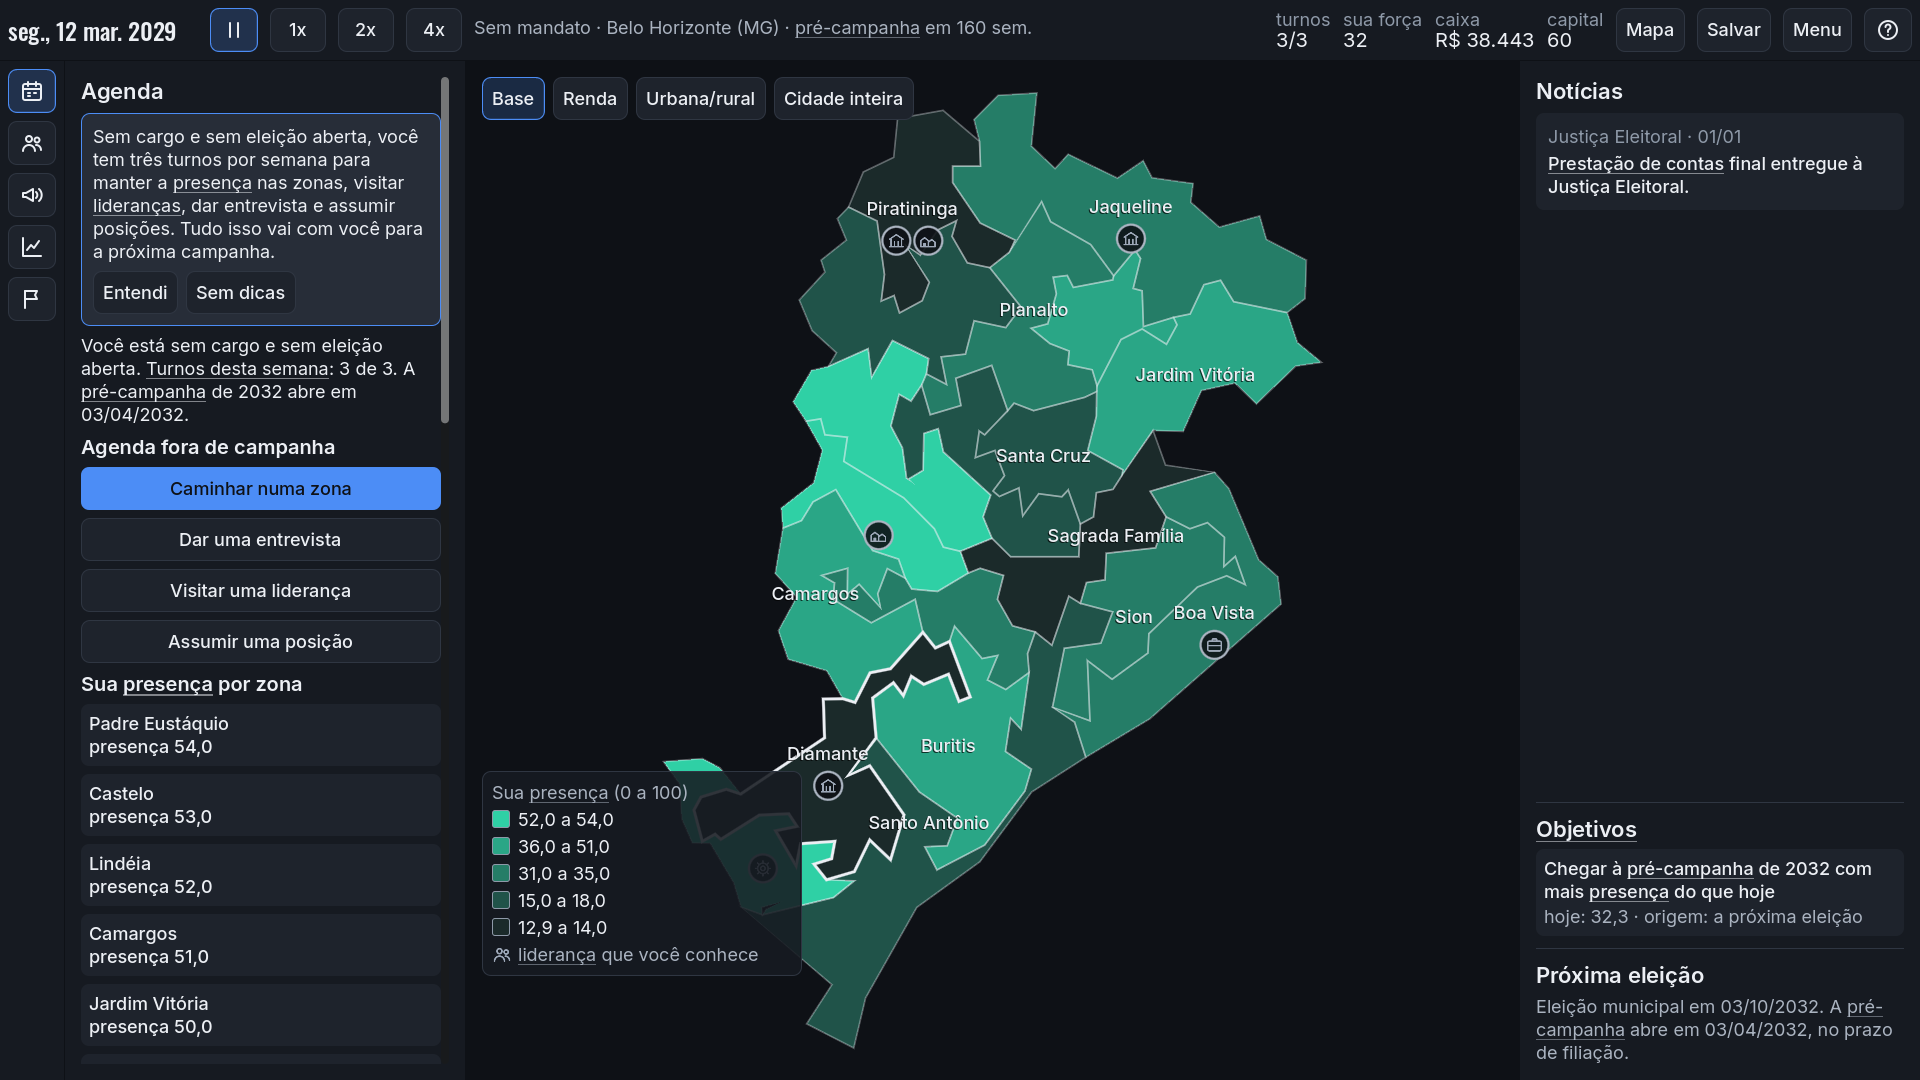 seg., 12 mar. 2029
1x
2x
4x
Sem mandato · Belo Horizonte (MG) · pré-campanha em 160 sem.
turnos
3/3
sua força
32
caixa
R$ 38.443
capital
60
Mapa
Salvar
Menu
Agenda
Sem cargo e sem eleição aberta, você
tem três turnos por semana para
manter a presença nas zonas, visitar
lideranças, dar entrevista e assumir
posições. Tudo isso vai com você para
a próxima campanha.
Entendi
Sem dicas
Você está sem cargo e sem eleição
aberta. Turnos desta semana: 3 de 3. A
pré-campanha de 2032 abre em
03/04/2032.
Agenda fora de campanha
Caminhar numa zona
Dar uma entrevista
Visitar uma liderança
Assumir uma posição
Sua presença por zona
Padre Eustáquio
presença 54,0
Castelo
presença 53,0
Lindéia
presença 52,0
Camargos
presença 51,0
Jardim Vitória
presença 50,0
Base
Renda
Urbana/rural
Cidade inteira
Piratininga
Jaqueline
Planalto
Jardim Vitória
Santa Cruz
Sagrada Família
Camargos
Sion
Boa Vista
Buritis
Diamante
Santo Antônio
Sua presença (0 a 100)
52,0 a 54,0
36,0 a 51,0
31,0 a 35,0
15,0 a 18,0
12,9 a 14,0
liderança que você conhece
Notícias
Justiça Eleitoral · 01/01
Prestação de contas final entregue à
Justiça Eleitoral.
Objetivos
Chegar à pré-campanha de 2032 com
mais presença do que hoje
hoje: 32,3 · origem: a próxima eleição
Próxima eleição
Eleição municipal em 03/10/2032. A pré-
campanha abre em 03/04/2032, no prazo
de filiação.